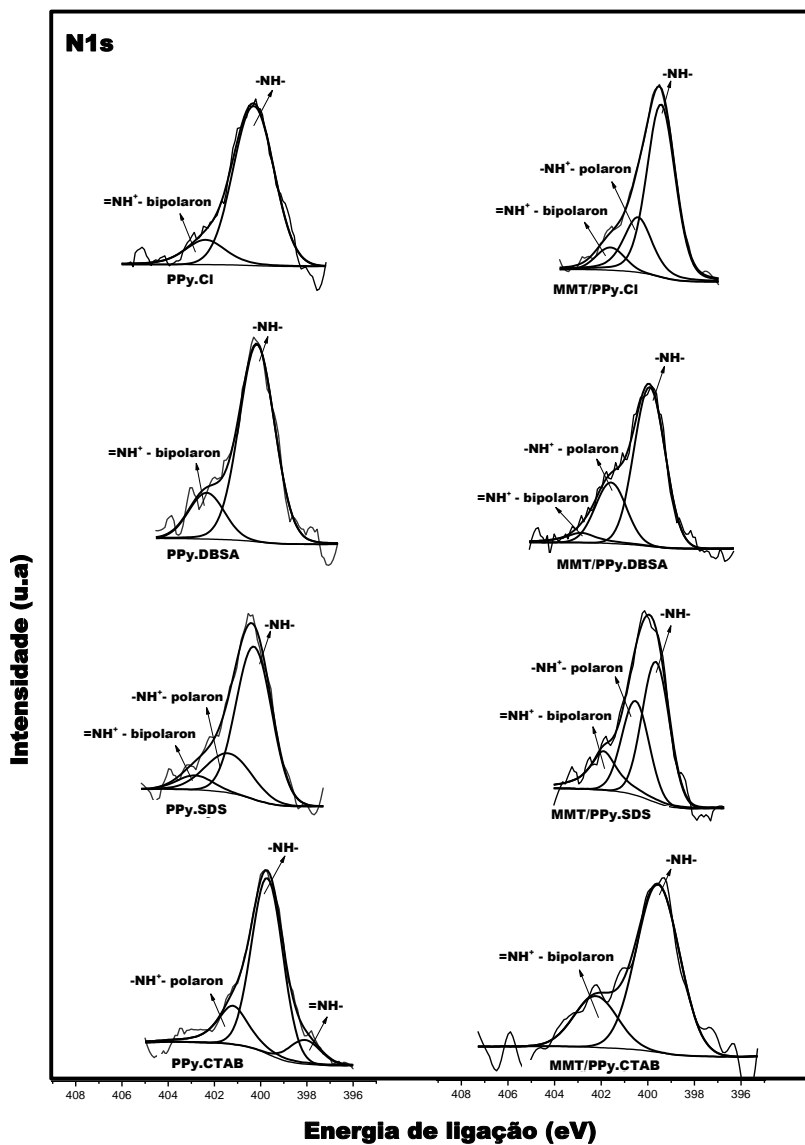 N1s
-NH-
=NH⁺- bipolaron
PPy.Cl
-NH-
-NH⁺- polaron
=NH⁺ - bipolaron
MMT/PPy.Cl
-NH-
=NH⁺ - bipolaron
PPy.DBSA
-NH-
-NH⁺ - polaron
=NH⁺ - bipolaron
MMT/PPy.DBSA
-NH-
-NH⁺- polaron
=NH⁺ - bipolaron
PPy.SDS
-NH-
-NH⁺- polaron
=NH⁺ - bipolaron
MMT/PPy.SDS
-NH-
-NH⁺- polaron
=NH-
PPy.CTAB
-NH-
=NH⁺ - bipolaron
MMT/PPy.CTAB
408 406 404 402 400 398 396 408 406 404 402 400 398 396
Energia de ligação (eV)
Intensidade (u.a)